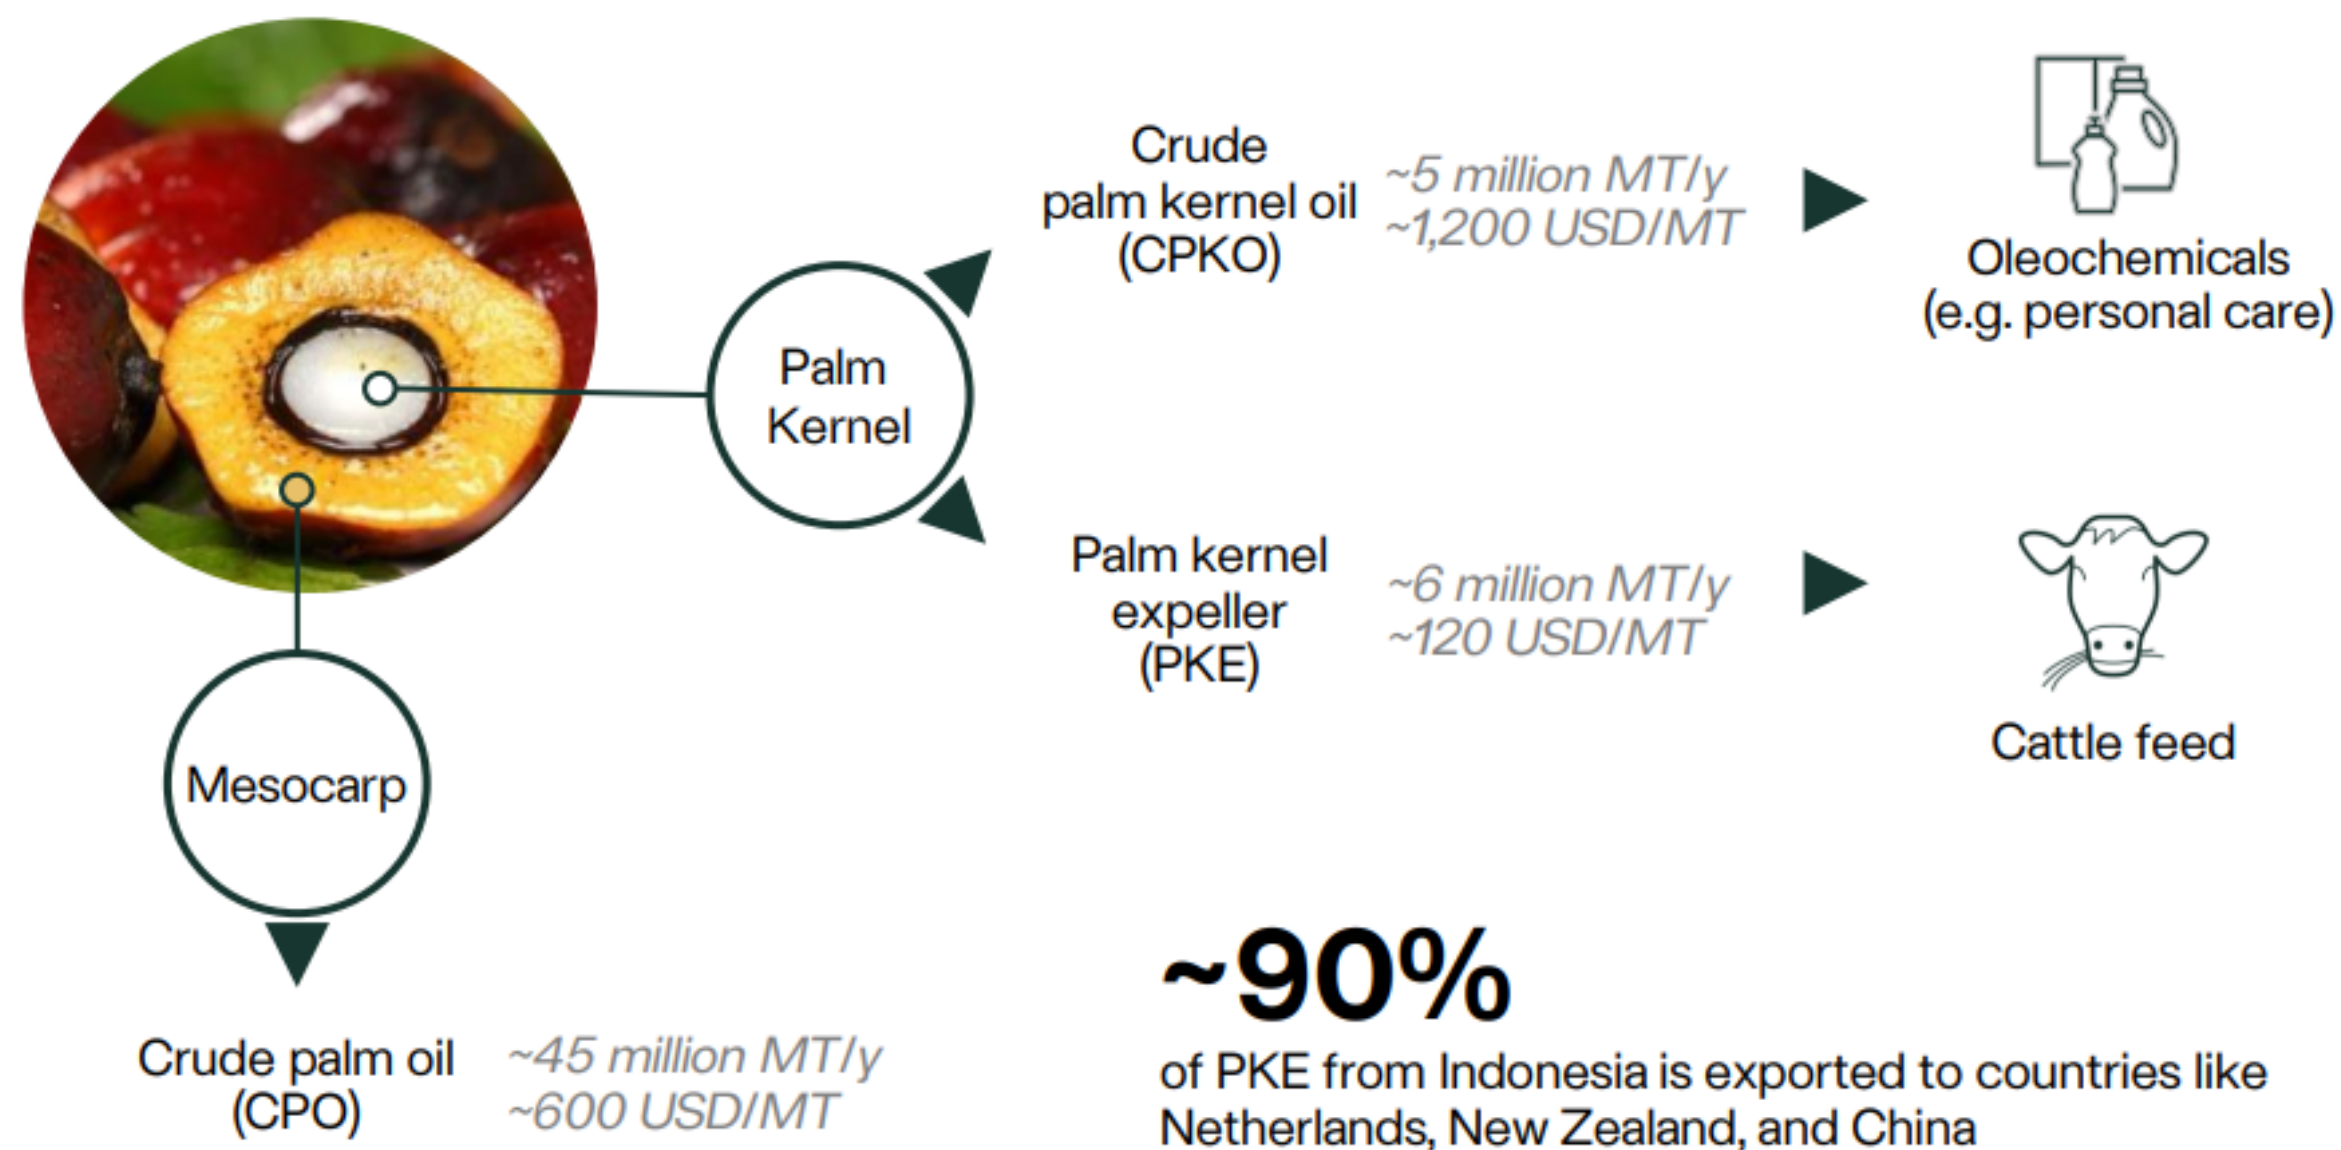 Crude
palm kernel oil
(CPKO)
~5 million MT/y
~1,200 USD/MT
Oleochemicals
(e.g. personal care)
Palm
Kernel
Palm kernel
expeller
(PKE)
~6 million MT/y
~120 USD/MT
Cattle feed
Mesocarp
Crude palm oil
(CPO)
~45 million MT/y
~600 USD/MT
~90%
of PKE from Indonesia is exported to countries like
Netherlands, New Zealand, and China